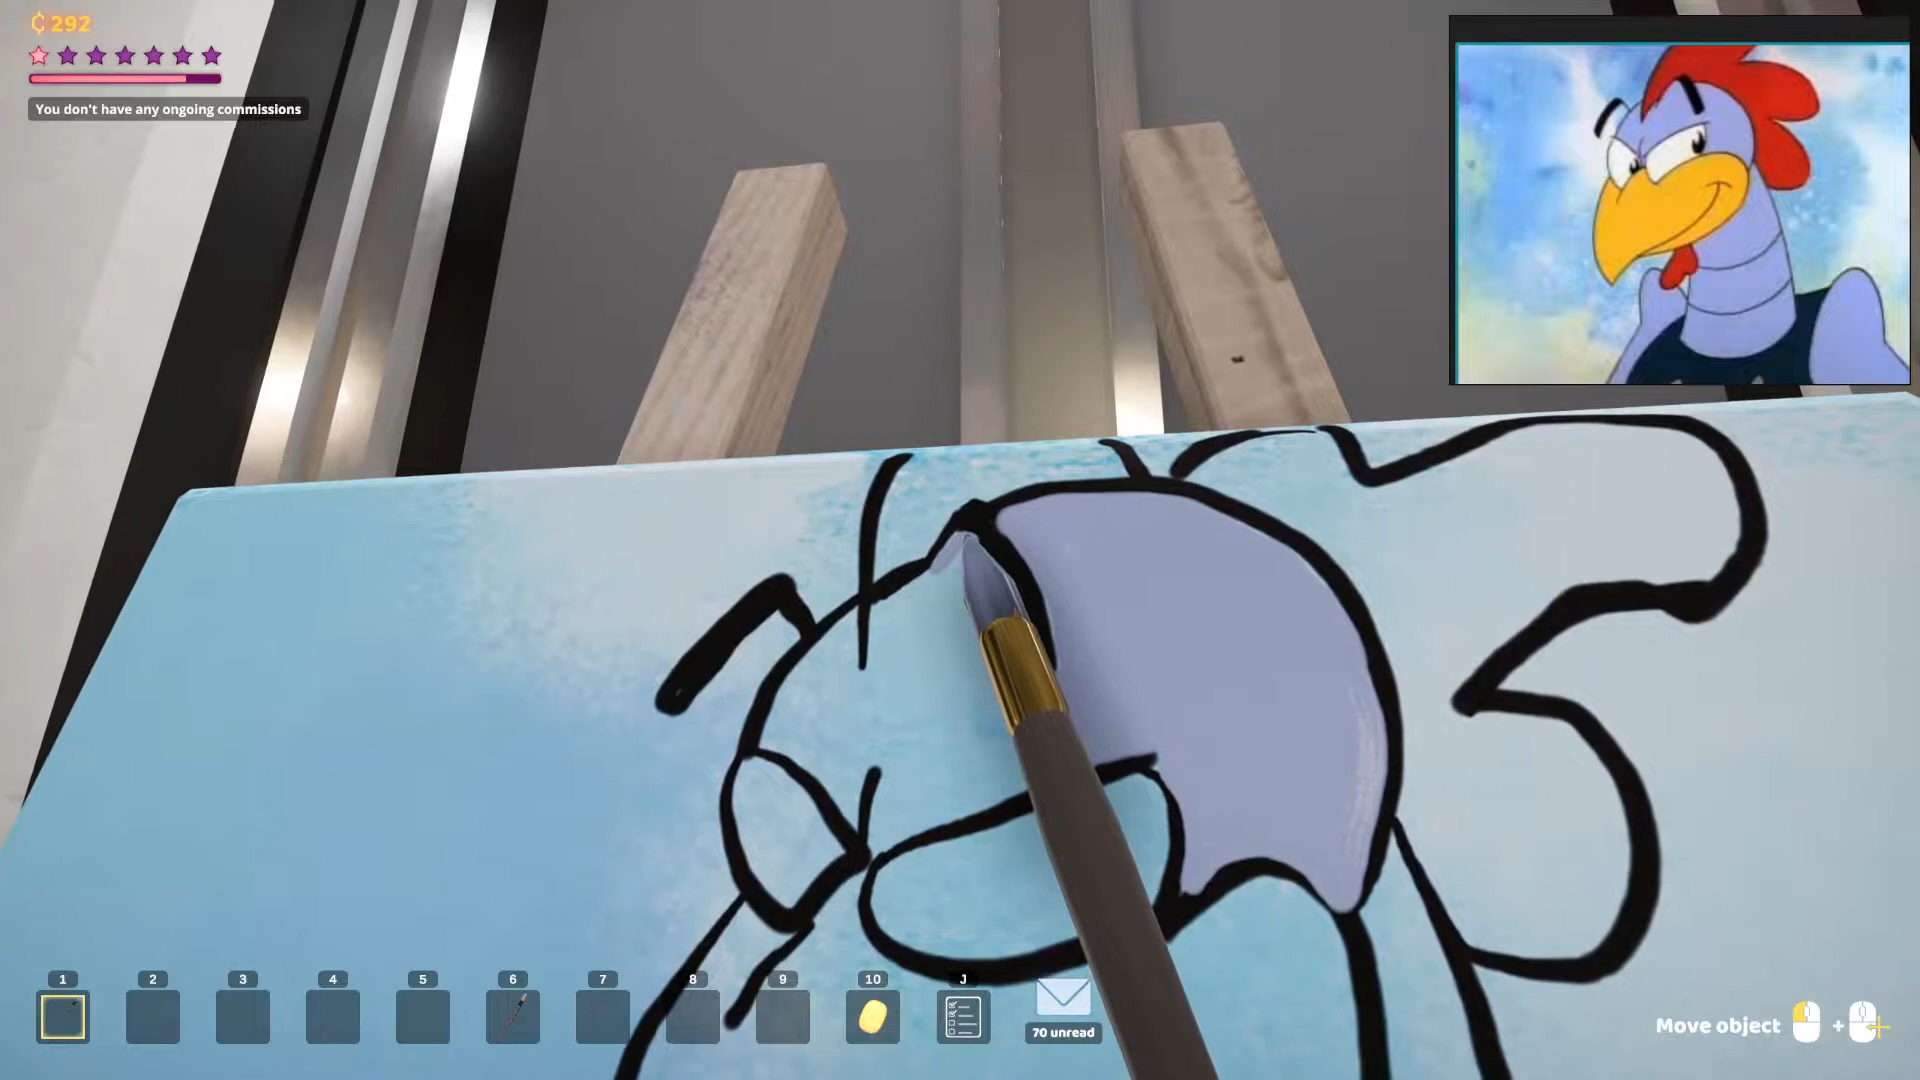 ₵ 292
You don't have any ongoing commissions
1 2 3 4 5 6 7 8 9 10 J
70 unread
Move object +